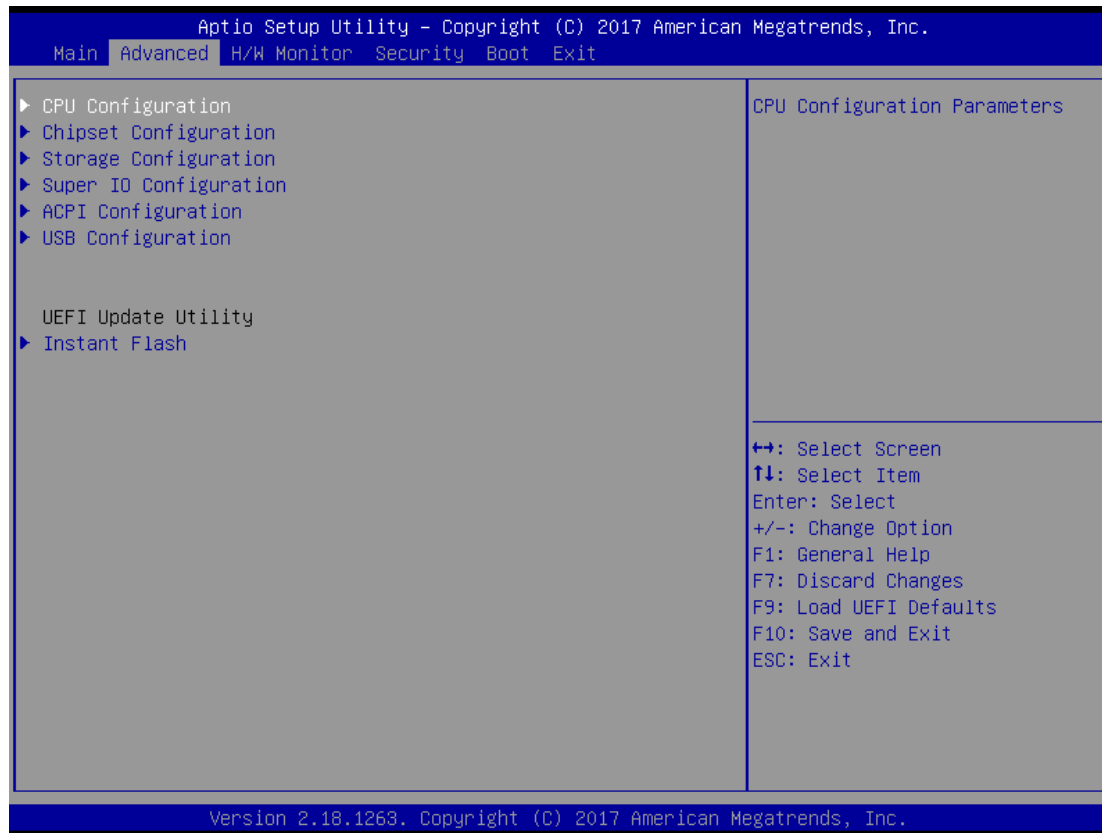 Aptio Setup Utility – Copyright (C) 2017 American Megatrends, Inc.
Main Advanced H/W Monitor Security Boot Exit
CPU Configuration
Chipset Configuration
Storage Configuration
Super IO Configuration
ACPI Configuration
USB Configuration
UEFI Update Utility
Instant Flash
CPU Configuration Parameters
↔: Select Screen
↑↓: Select Item
Enter: Select
+/-: Change Option
F1: General Help
F7: Discard Changes
F9: Load UEFI Defaults
F10: Save and Exit
ESC: Exit
Version 2.18.1263. Copyright (C) 2017 American Megatrends, Inc.